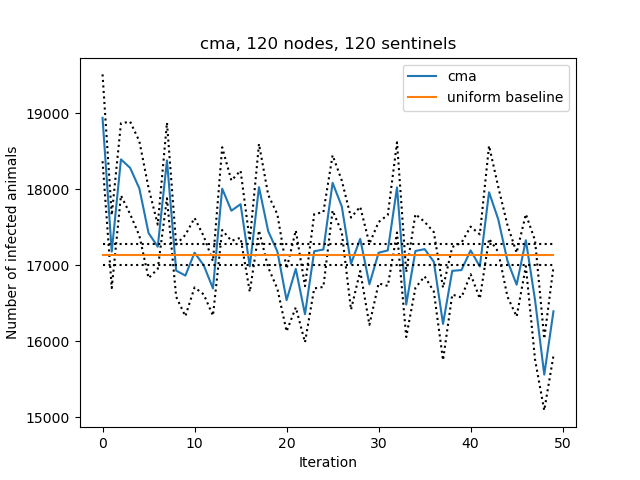 cma, 120 nodes, 120 sentinels
cma
uniform baseline
Number of infected animals
19000
18000
17000
16000
15000
0 10 20 30 40 50
Iteration